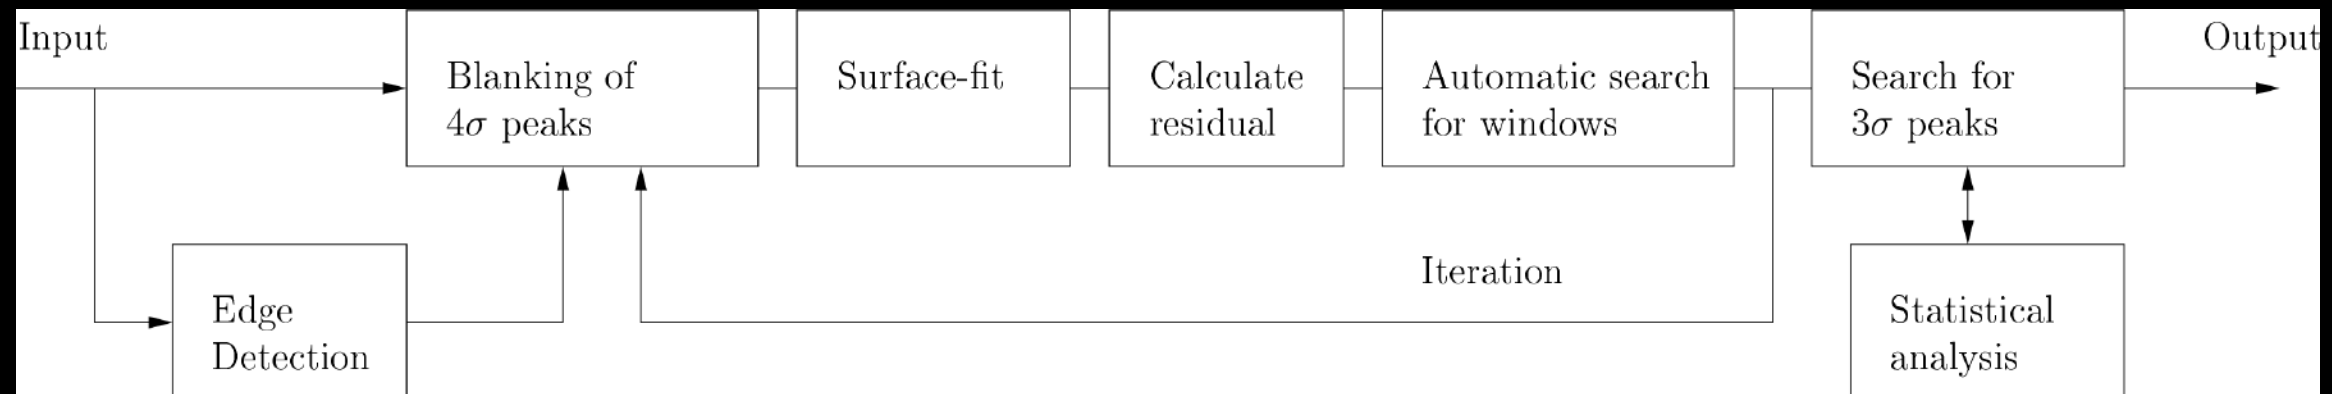 Input
Output
Blanking of
4σ peaks
Surface-fit
Calculate
residual
Automatic search
for windows
Search for
3σ peaks
Iteration
Edge
Detection
Statistical
analysis